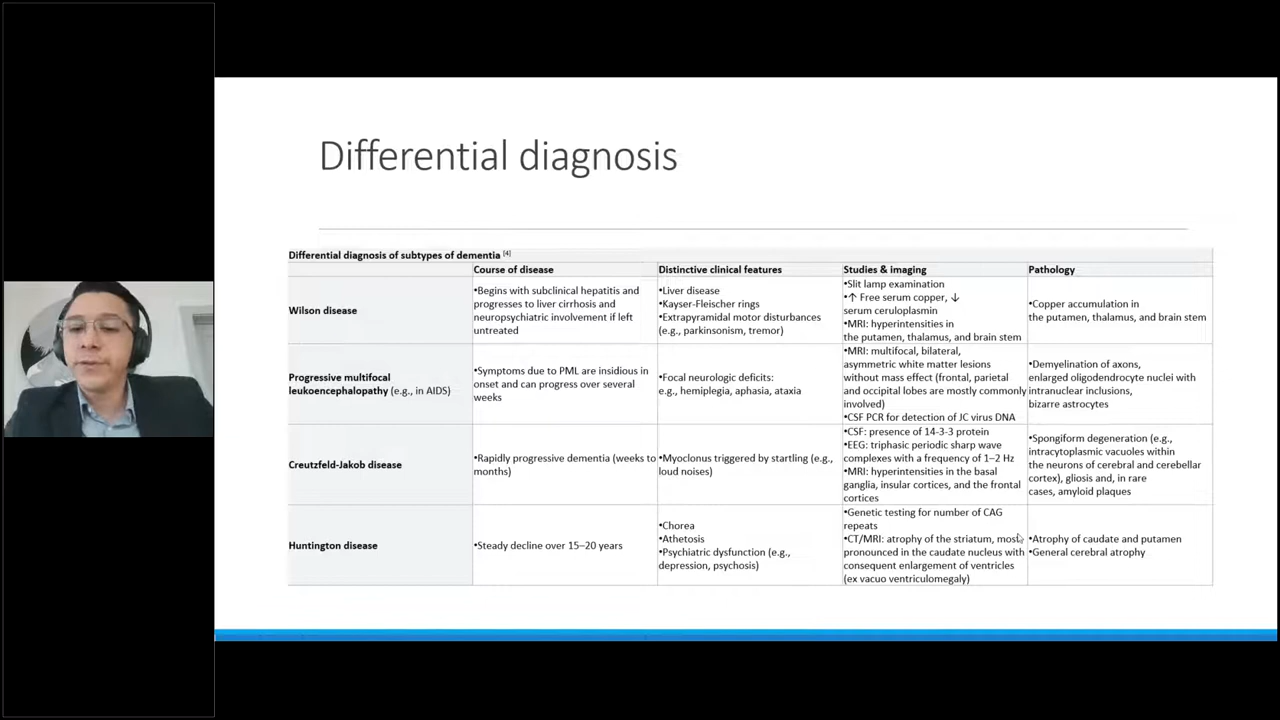 Differential diagnosis
Differential diagnosis of subtypes of dementia [4]
Course of disease
Distinctive clinical features
Studies & imaging
Pathology
Wilson disease
•Begins with subclinical hepatitis and
progresses to liver cirrhosis and
neuropsychiatric involvement if left
untreated
•Liver disease
•Kayser-Fleischer rings
•Extrapyramidal motor disturbances
(e.g., parkinsonism, tremor)
•Slit lamp examination
•↑ Free serum copper, ↓
serum ceruloplasmin
•MRI: hyperintensities in
the putamen, thalamus, and brain stem
•Copper accumulation in
the putamen, thalamus, and brain stem
Progressive multifocal
leukoencephalopathy (e.g., in AIDS)
•Symptoms due to PML are insidious in
onset and can progress over several
weeks
•Focal neurologic deficits:
e.g., hemiplegia, aphasia, ataxia
•MRI: multifocal, bilateral,
asymmetric white matter lesions
without mass effect (frontal, parietal
and occipital lobes are mostly commonly
involved)
•CSF PCR for detection of JC virus DNA
•Demyelination of axons,
enlarged oligodendrocyte nuclei with
intranuclear inclusions,
bizarre astrocytes
Creutzfeld-Jakob disease
•Rapidly progressive dementia (weeks to
months)
•Myoclonus triggered by startling (e.g.,
loud noises)
•CSF: presence of 14-3-3 protein
•EEG: triphasic periodic sharp wave
complexes with a frequency of 1–2 Hz
•MRI: hyperintensities in the basal
ganglia, insular cortices, and the frontal
cortices
•Spongiform degeneration (e.g.,
intracytoplasmic vacuoles within
the neurons of cerebral and cerebellar
cortex), gliosis and, in rare
cases, amyloid plaques
Huntington disease
•Steady decline over 15–20 years
•Chorea
•Athetosis
•Psychiatric dysfunction (e.g.,
depression, psychosis)
•Genetic testing for number of CAG
repeats
•CT/MRI: atrophy of the striatum, most
pronounced in the caudate nucleus with
consequent enlargement of ventricles
(ex vacuo ventriculomegaly)
•Atrophy of caudate and putamen
•General cerebral atrophy